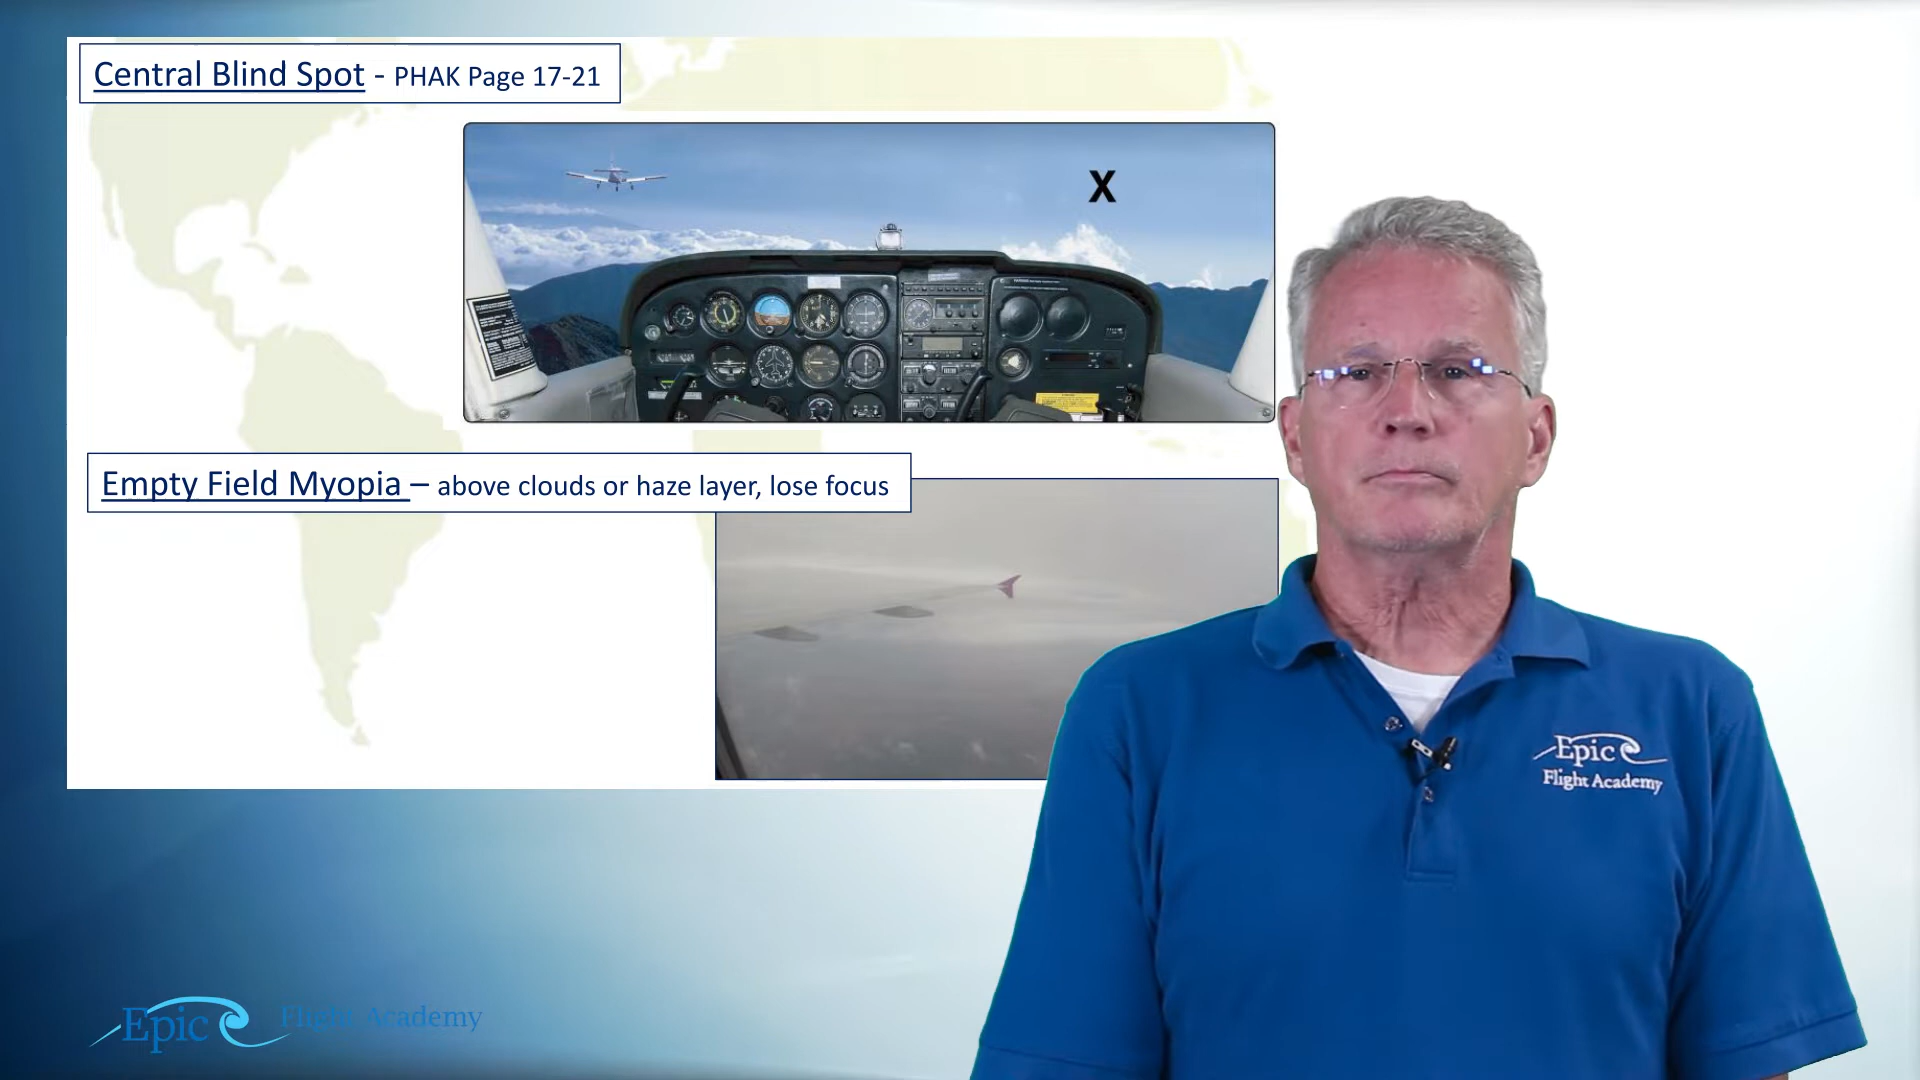 Central Blind Spot - PHAK Page 17-21
X
Empty Field Myopia – above clouds or haze layer, lose focus
Epic
Flight Academy
Epic Flight Academy